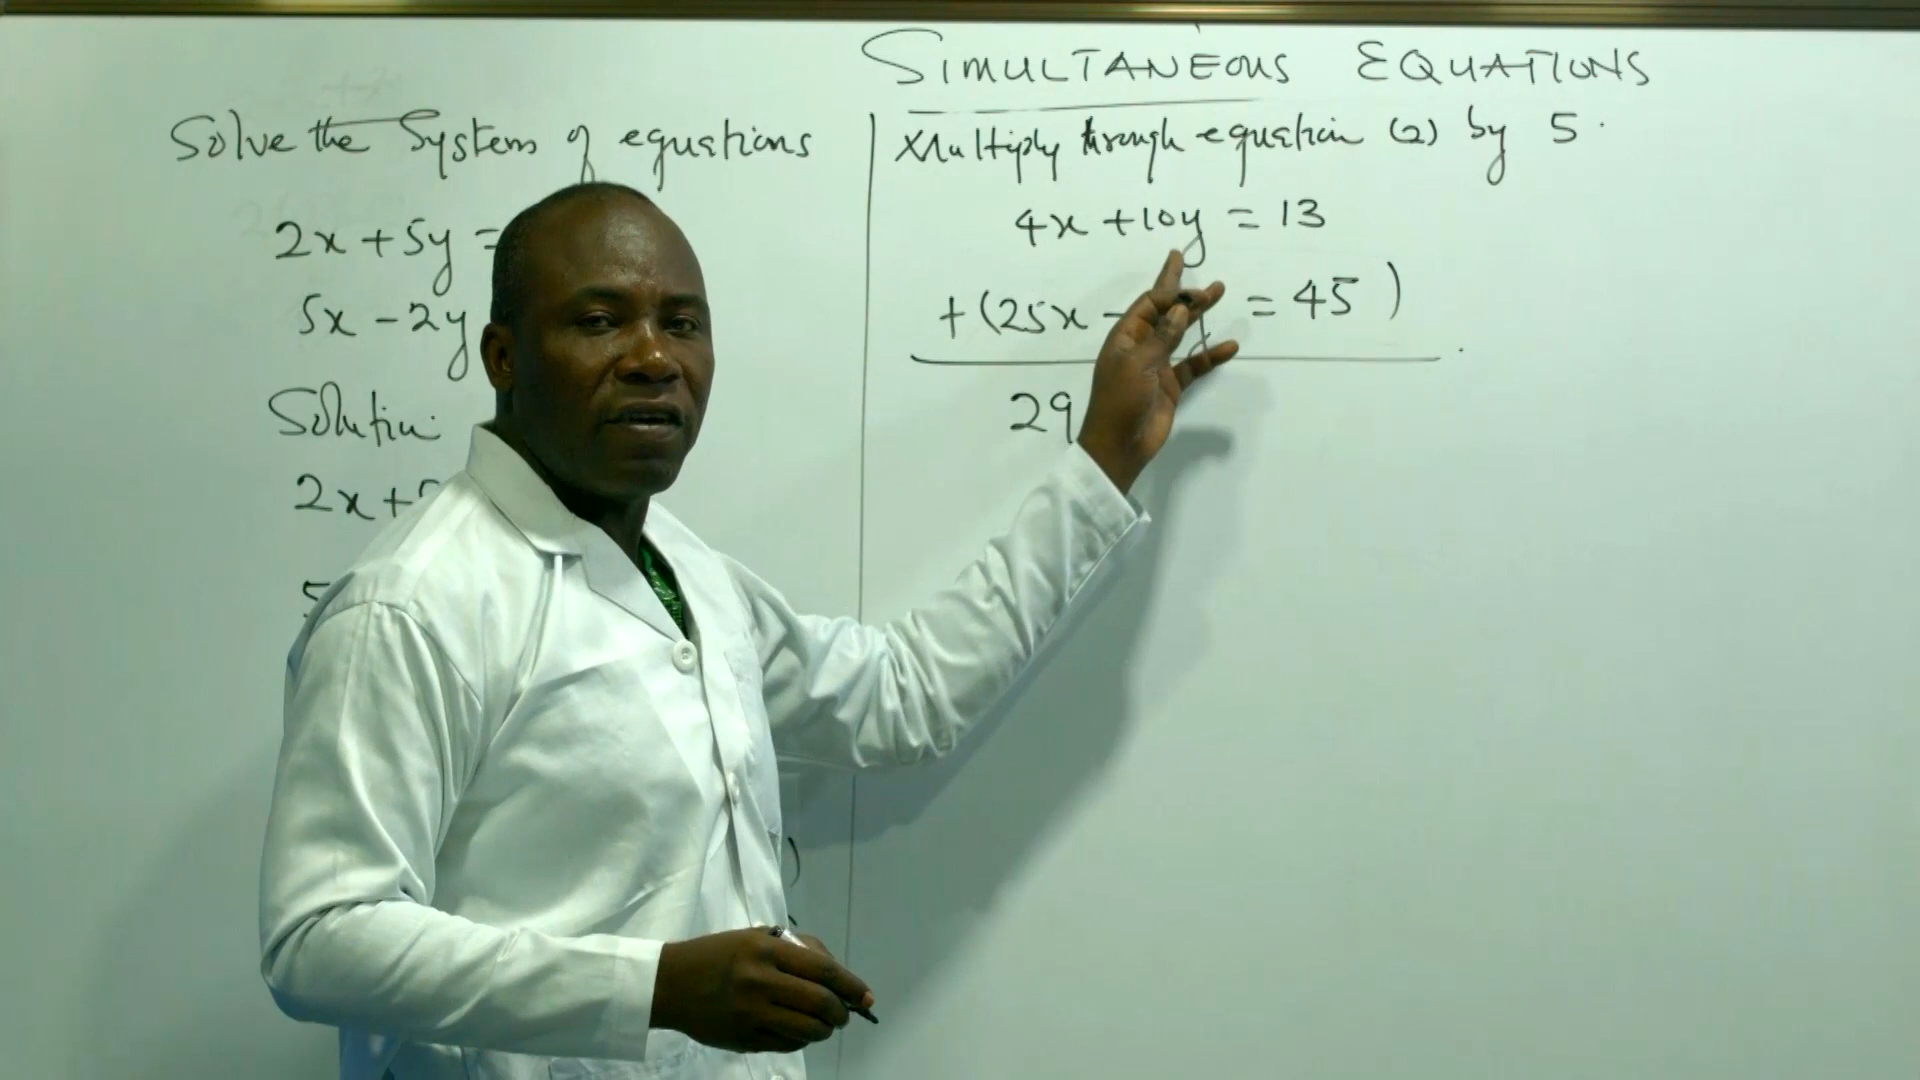 SIMULTANEOUS EQUATIONS
Solve the System of equations
2x + 5y =
5x - 2y
Solution:
2x +
5
Multiply through equation (2) by 5.
4x + 10y = 13
+(25x - y = 45)
29